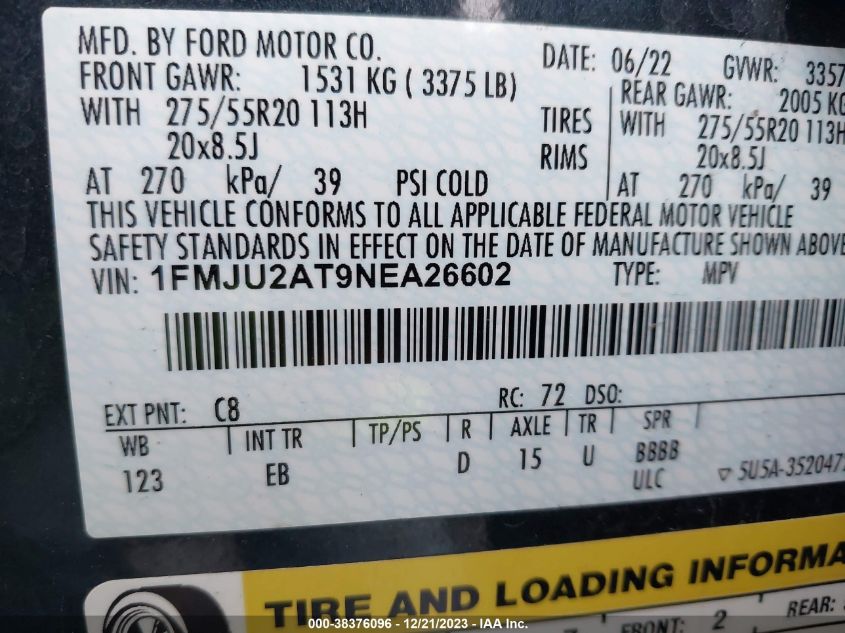 MFD. BY FORD MOTOR CO. DATE: 06/22 GVWR: 3357
FRONT GAWR: 1531 KG ( 3375 LB) REAR GAWR: 2005 KG
WITH 275/55R20 113H TIRES WITH 275/55R20 113H
20x8.5J RIMS 20x8.5J
AT 270 kPa/ 39 PSI COLD AT 270 kPa/ 39
THIS VEHICLE CONFORMS TO ALL APPLICABLE FEDERAL MOTOR VEHICLE
SAFETY STANDARDS IN EFFECT ON THE DATE OF MANUFACTURE SHOWN ABOVE
VIN: 1FMJU2AT9NEA26602 TYPE: MPV
EXT PNT: C8 RC: 72 DSO:
WB INT TR TP/PS R AXLE TR SPR
123 EB D 15 U BBBB
ULC 5U5A-352047
TIRE AND LOADING INFORMA
FRONT: 2 REAR:
000-38376096 - 12/21/2023 - IAA Inc.